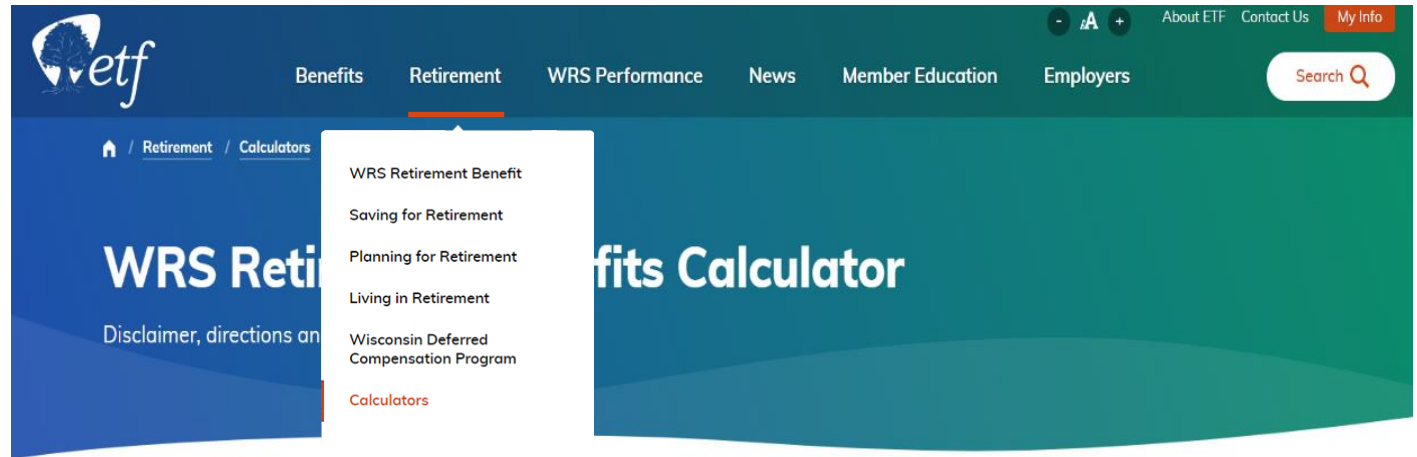 - AA +
About ETF Contact Us My Info
etf
Benefits Retirement WRS Performance News Member Education Employers
Search
/ Retirement / Calculators
WRS Retirement Benefit
Saving for Retirement
Planning for Retirement
Living in Retirement
Wisconsin Deferred
Compensation Program
Calculators
WRS Reti fits Calculator
Disclaimer, directions an